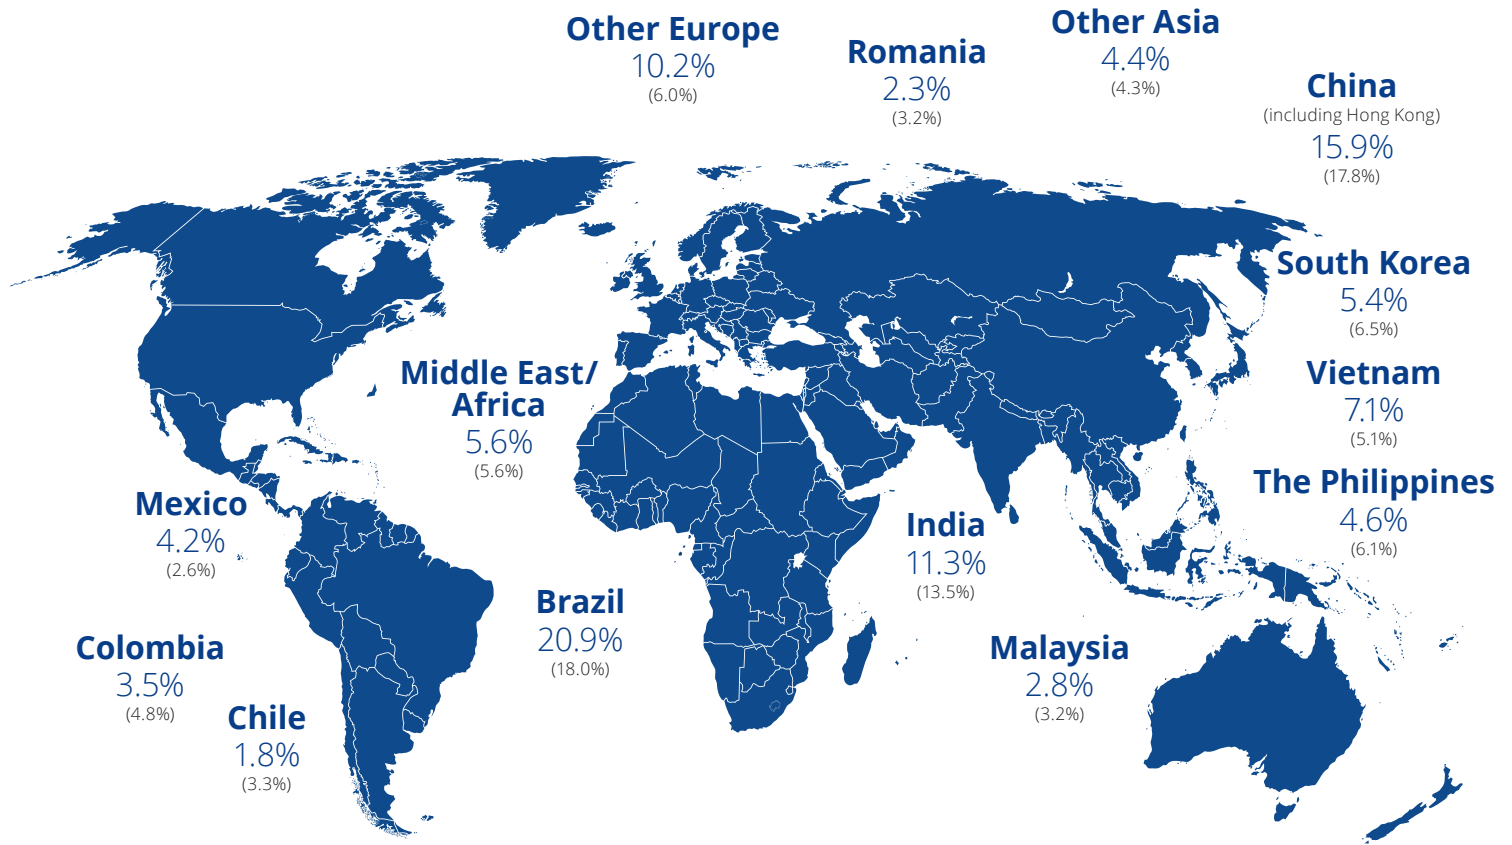 Other Europe
10.2%
(6.0%)
Romania
2.3%
(3.2%)
Other Asia
4.4%
(4.3%)
China
(including Hong Kong)
15.9%
(17.8%)
South Korea
5.4%
(6.5%)
Middle East/
Africa
5.6%
(5.6%)
Vietnam
7.1%
(5.1%)
The Philippines
4.6%
(6.1%)
Mexico
4.2%
(2.6%)
India
11.3%
(13.5%)
Brazil
20.9%
(18.0%)
Colombia
3.5%
(4.8%)
Malaysia
2.8%
(3.2%)
Chile
1.8%
(3.3%)